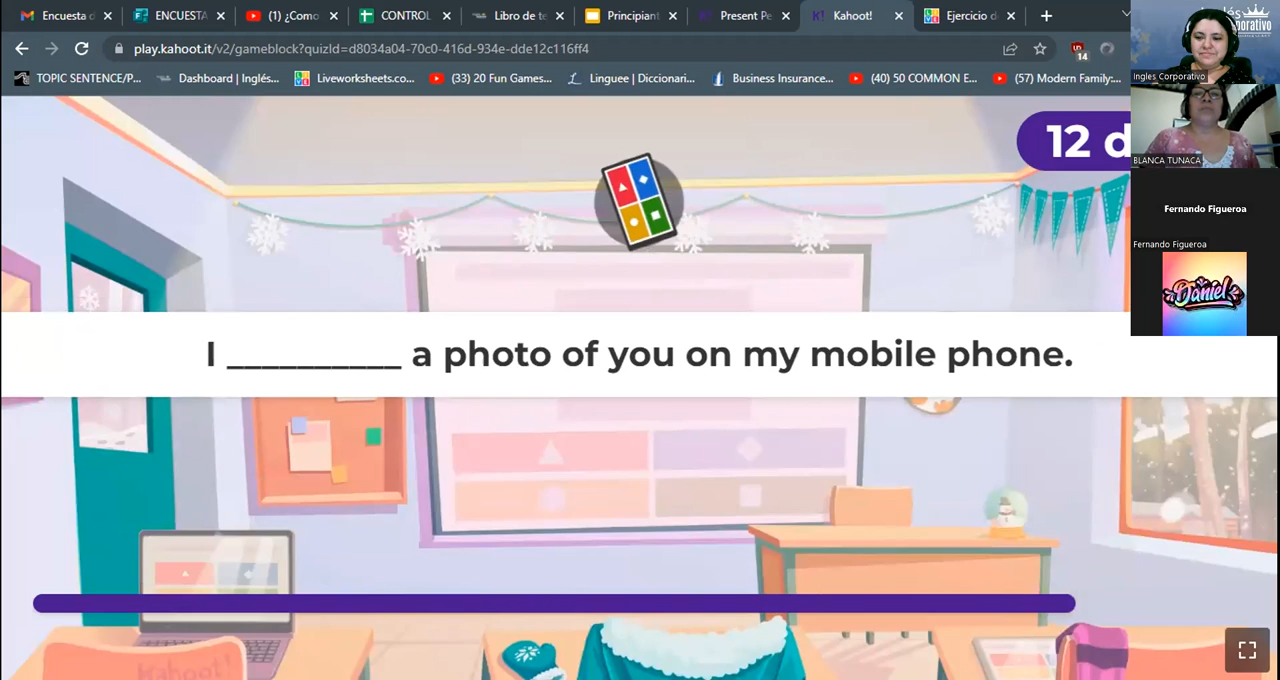 Encuesta d
ENCUESTA
(1) ¿Como
CONTROL
Libro de te
Principiant
Present Pe
Kahoot!
Ejercicio d
play.kahoot.it/v2/gameblock?quizId=d8034a04-70c0-416d-934e-dde12c116ff4
14
TOPIC SENTENCE/P...
Dashboard | Inglés...
Liveworksheets.co...
(33) 20 Fun Games...
Linguee | Diccionari...
Business Insurance...
(40) 50 COMMON E...
(57) Modern Family:...
Ingles Corporativo
BLANCA TUNACA
Fernando Figueroa
Fernando Figueroa
Daniel
12 d
I __________ a photo of you on my mobile phone.
Kahoot!